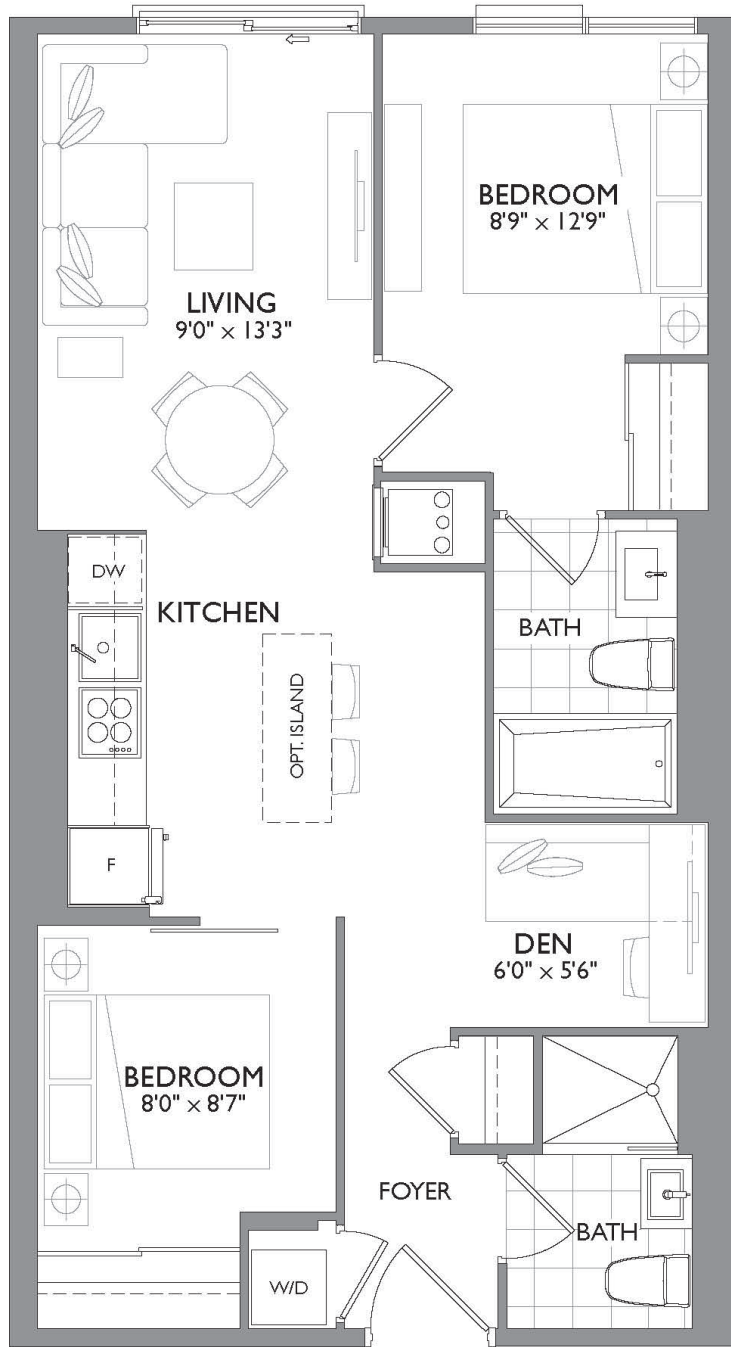 BEDROOM
8'9" × 12'9"
LIVING
9'0" × 13'3"
DW
KITCHEN
BATH
OPT. ISLAND
F
DEN
6'0" × 5'6"
BEDROOM
8'0" × 8'7"
FOYER
BATH
W/D